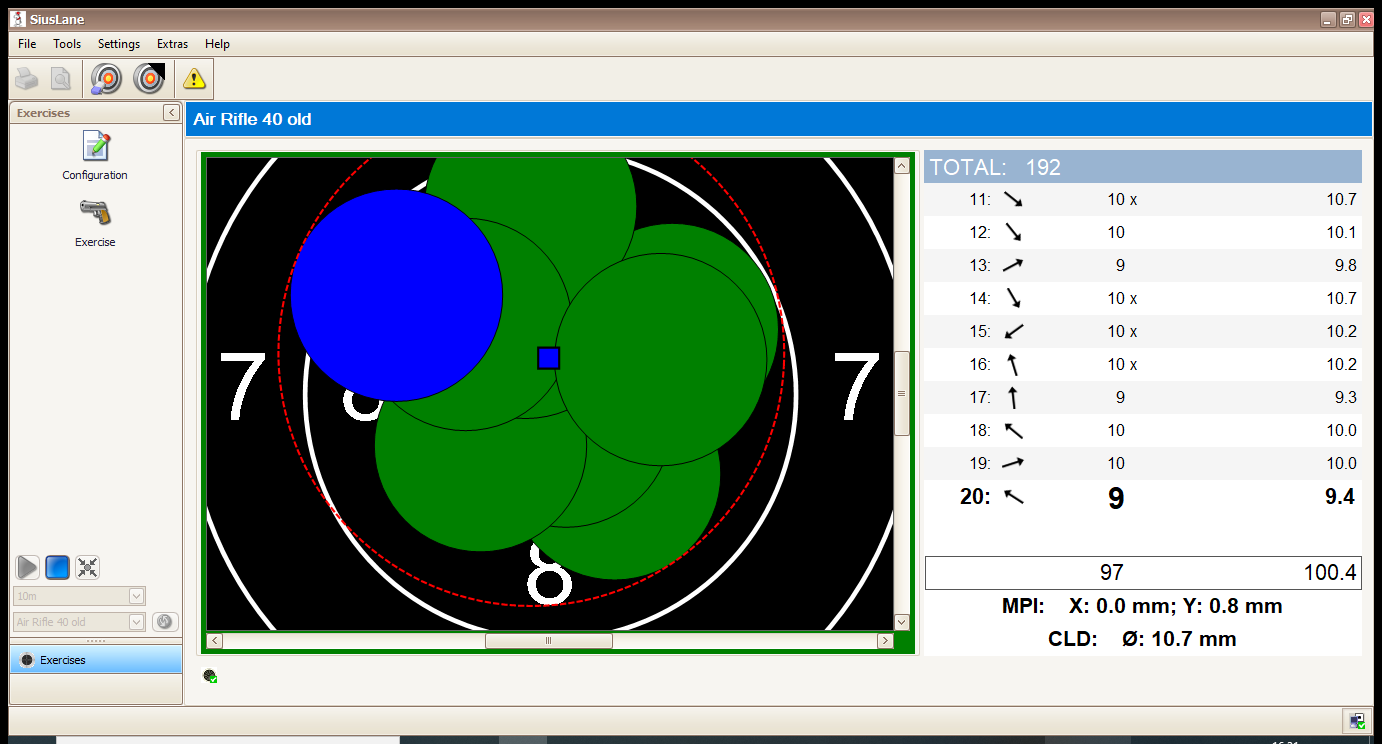 SiusLane
File Tools Settings Extras Help
Exercises
Configuration
Exercise
10m
Air Rifle 40 old
Exercises
Air Rifle 40 old
7
8
7
8
TOTAL: 192
11: 10 x 10.7
12: 10 10.1
13: 9 9.8
14: 10 x 10.7
15: 10 x 10.2
16: 10 x 10.2
17: 9 9.3
18: 10 10.0
19: 10 10.0
20: 9 9.4
97 100.4
MPI: X: 0.0 mm; Y: 0.8 mm
CLD: Ø: 10.7 mm